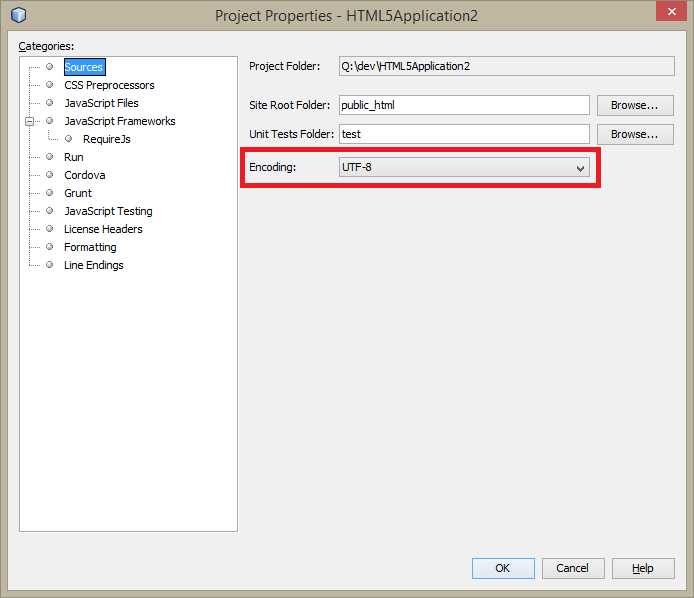 Project Properties - HTML5Application2
Categories:
Sources
CSS Preprocessors
JavaScript Files
JavaScript Frameworks
RequireJs
Run
Cordova
Grunt
JavaScript Testing
License Headers
Formatting
Line Endings
Project Folder: Q:\dev\HTML5Application2
Site Root Folder: public_html Browse...
Unit Tests Folder: test Browse...
Encoding: UTF-8
OK Cancel Help